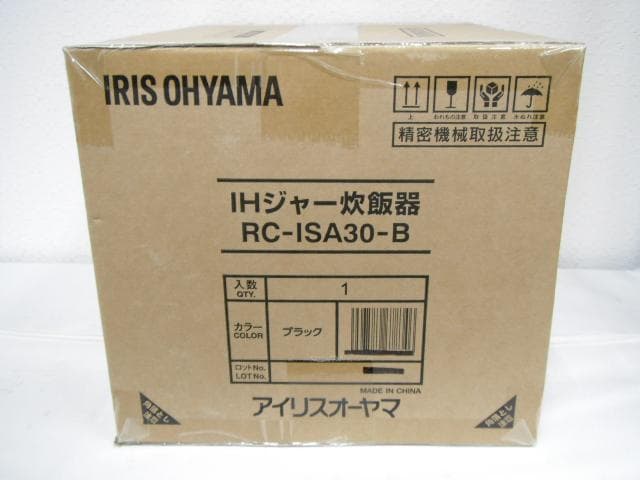 IRIS OHYAMA
上 われもの注意 取扱注意 水ぬれ注意
精密機械取扱注意
IHジャー炊飯器
RC-ISA30-B
入数
QTY.
1
カラー
COLOR
ブラック
ロットNo.
LOT No.
MADE IN CHINA
アイリスオーヤマ